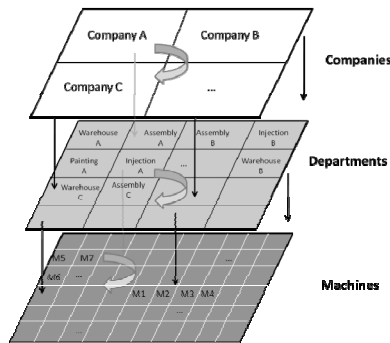 Company A
Company B
Company C
...
Companies
Warehouse A
Assembly A
Assembly B
Injection B
Painting A
Injection A
...
Warehouse B
Warehouse C
Assembly C
Departments
M5 M7
...
M6 ...
M1 M2 M3 M4
...
Machines